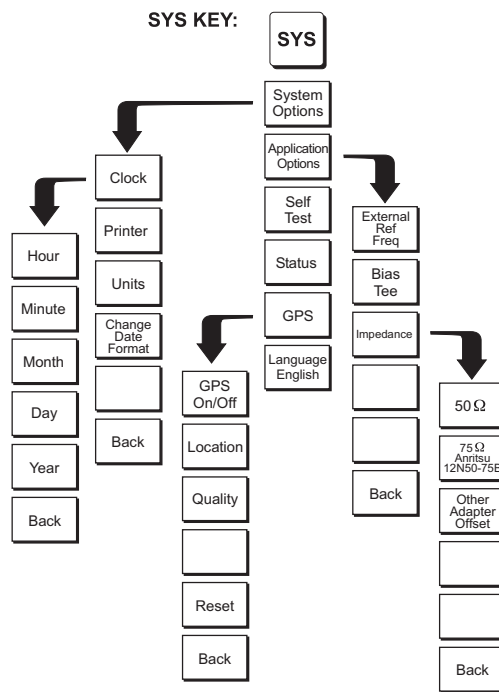 SYS KEY:
SYS
System
Options
Application
Options
Self
Test
Status
GPS
Language
English
Clock
Printer
Units
Change
Date
Format
Back
Hour
Minute
Month
Day
Year
Back
GPS
On/Off
Location
Quality
Reset
Back
External
Ref
Freq
Bias
Tee
Impedance
Back
50 Ω
75 Ω
Anritsu
12N50-75B
Other
Adapter
Offset
Back